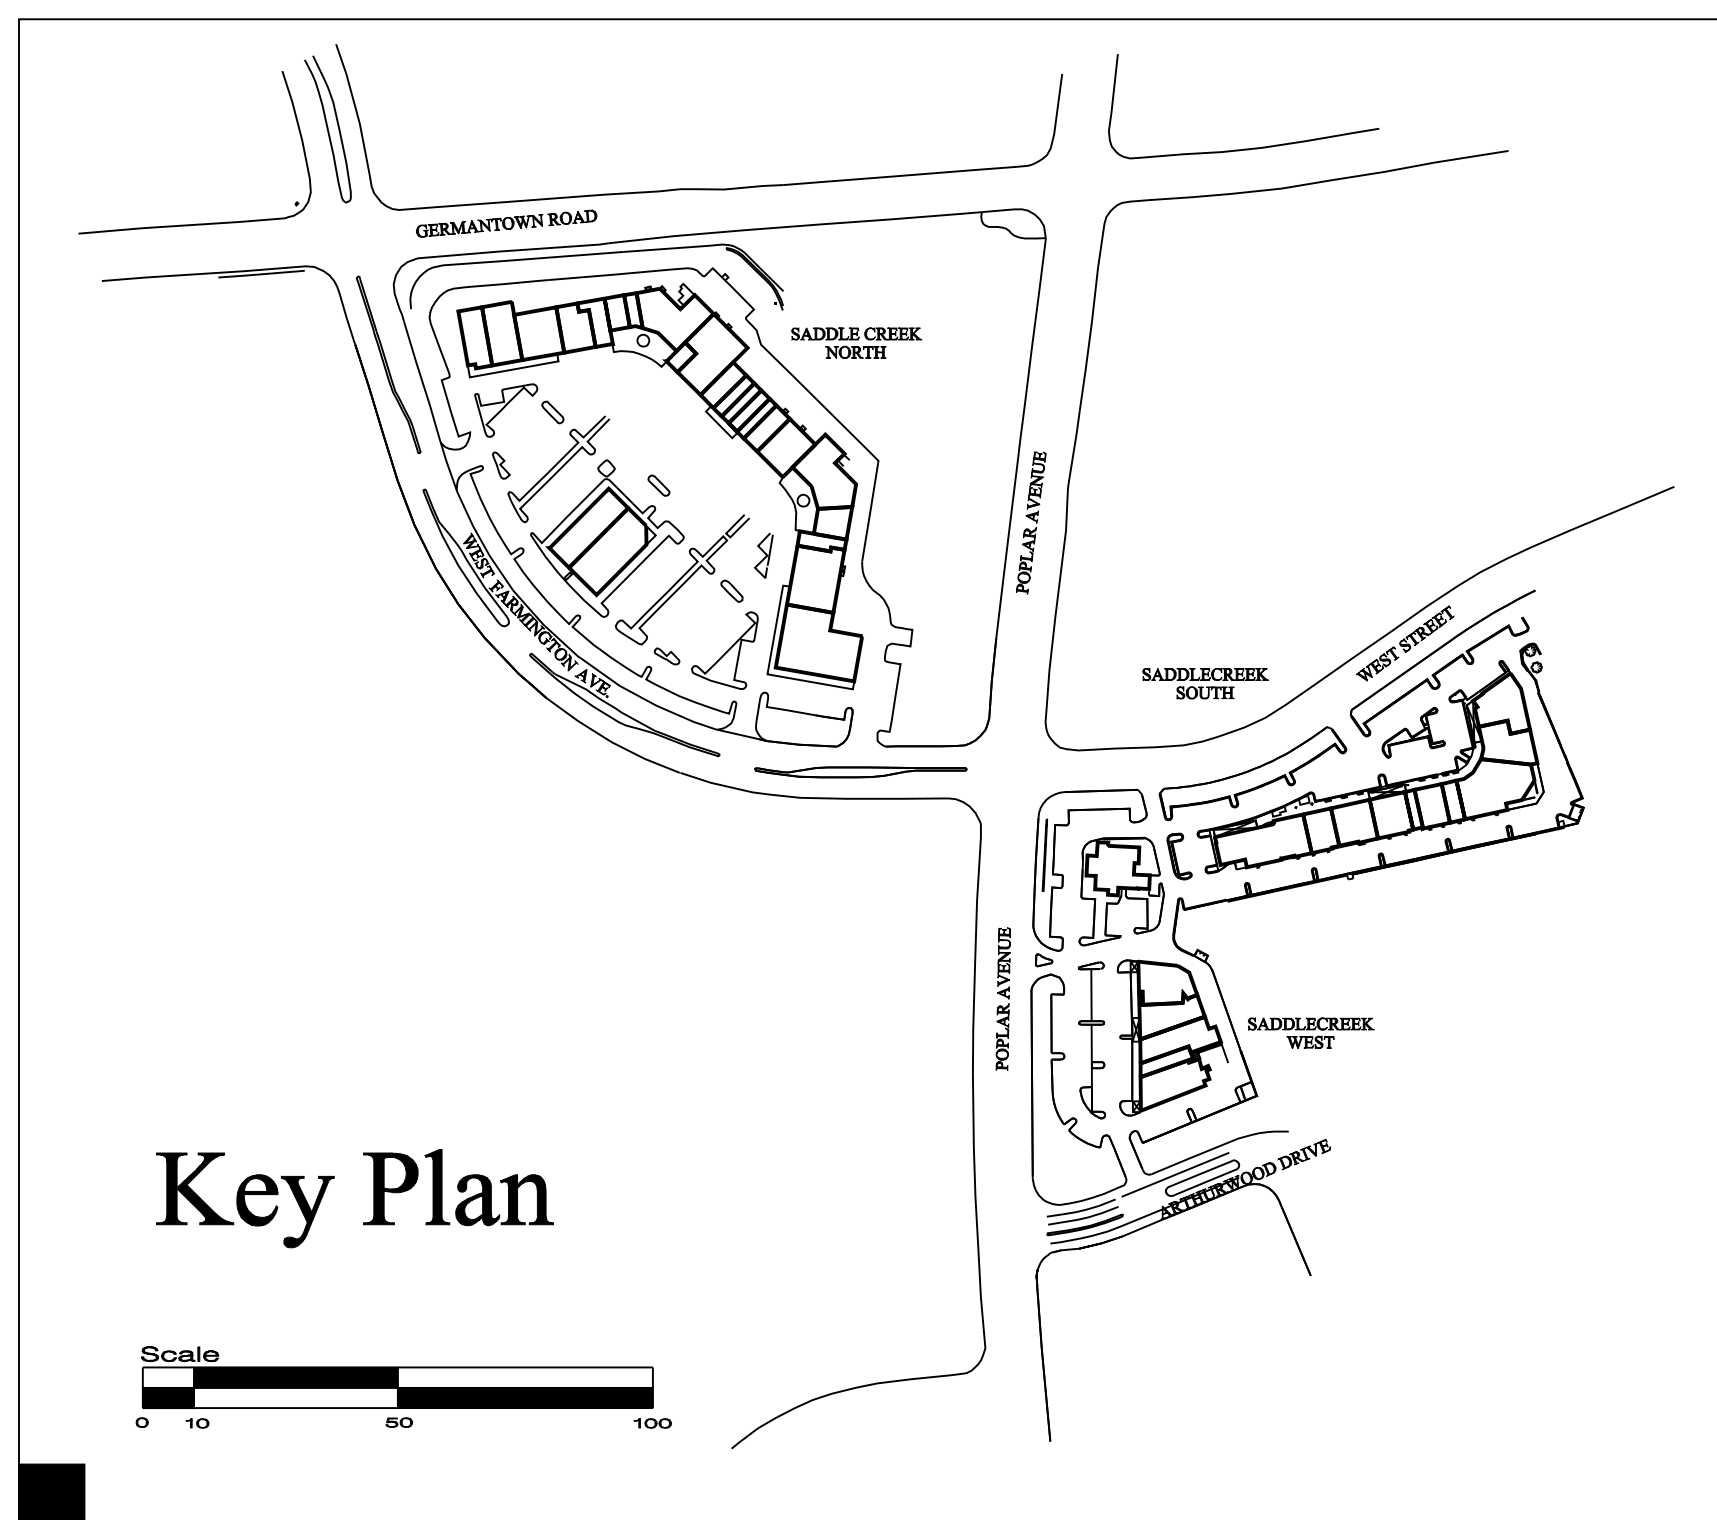 GERMANTOWN ROAD
SADDLE CREEK
NORTH
POPLAR AVENUE
WEST FARMINGTON AVE.
WEST STREET
SADDLECREEK
SOUTH
POPLAR AVENUE
SADDLECREEK
WEST
ARTHURWOOD DRIVE
Key Plan
Scale
0 10 50 100